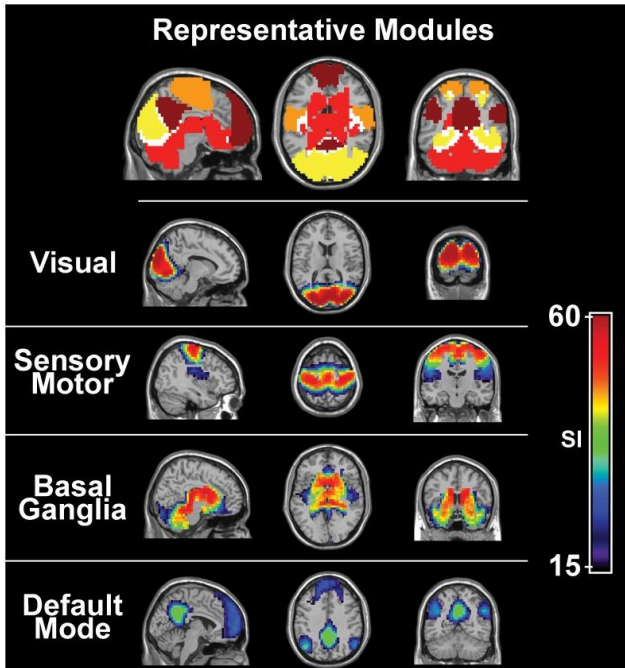 Representative Modules
Visual
Sensory
Motor
Basal
Ganglia
Default
Mode
60
SI
15